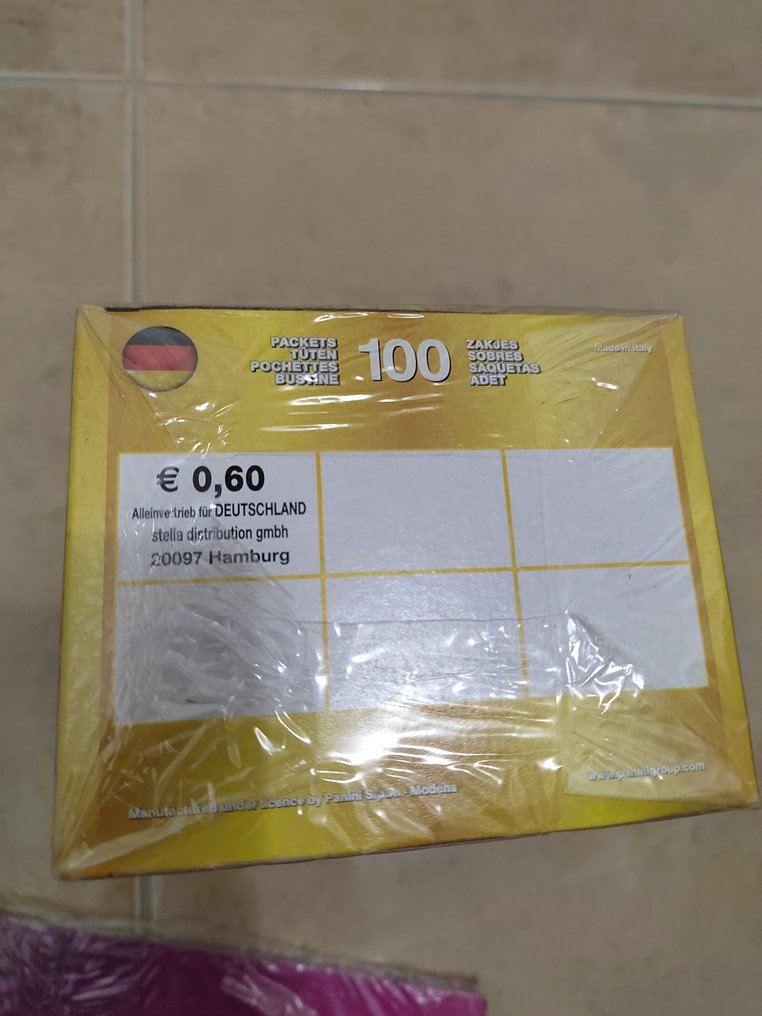 PACKETS
TÜTEN
POCHETTES
BUSTINE
100
ZAKJES
SOBRES
SAQUETAS
ADET
Made in Italy
€ 0,60
Alleinvertrieb für DEUTSCHLAND
stella distribution gmbh
20097 Hamburg
www.paninigroup.com
Manufactured under licence by Panini S.p.A. - Modena